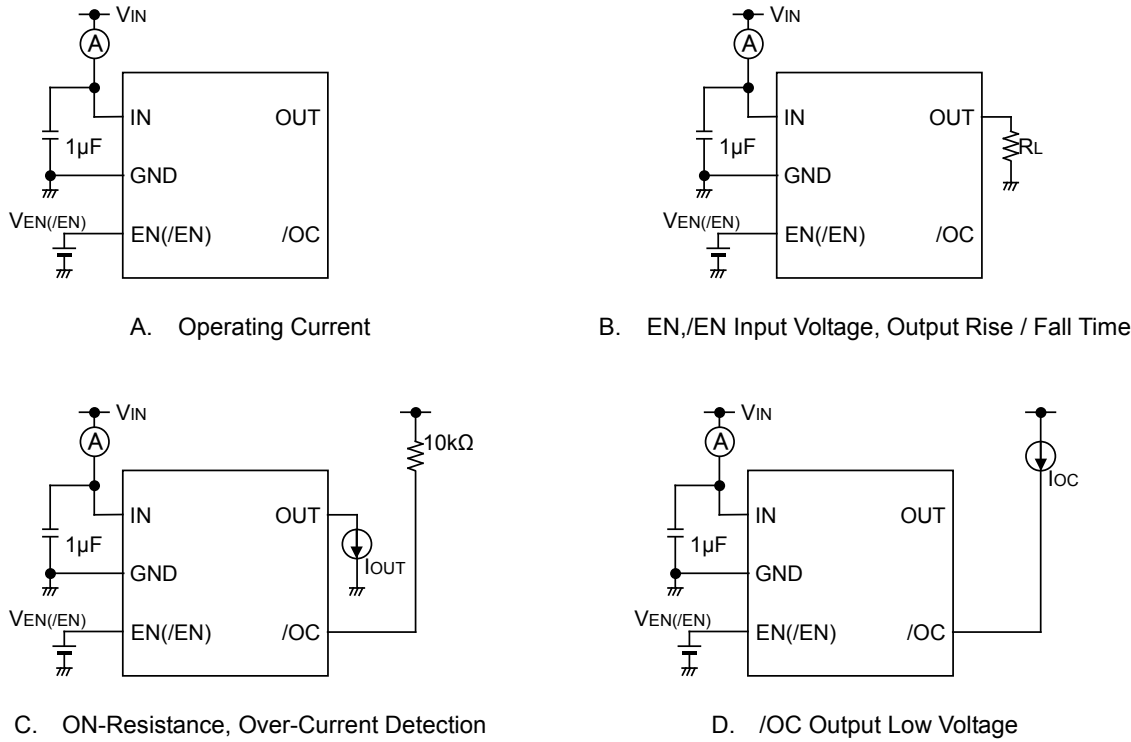 VIN
A
IN
OUT
1µF
GND
VEN(/EN)
EN(/EN)
/OC
A. Operating Current
VIN
A
IN
OUT
1µF
RL
GND
VEN(/EN)
EN(/EN)
/OC
B. EN,/EN Input Voltage, Output Rise / Fall Time
VIN
A
10kΩ
IN
OUT
1µF
IOUT
GND
VEN(/EN)
EN(/EN)
/OC
C. ON-Resistance, Over-Current Detection
VIN
A
IOC
IN
OUT
1µF
GND
VEN(/EN)
EN(/EN)
/OC
D. /OC Output Low Voltage